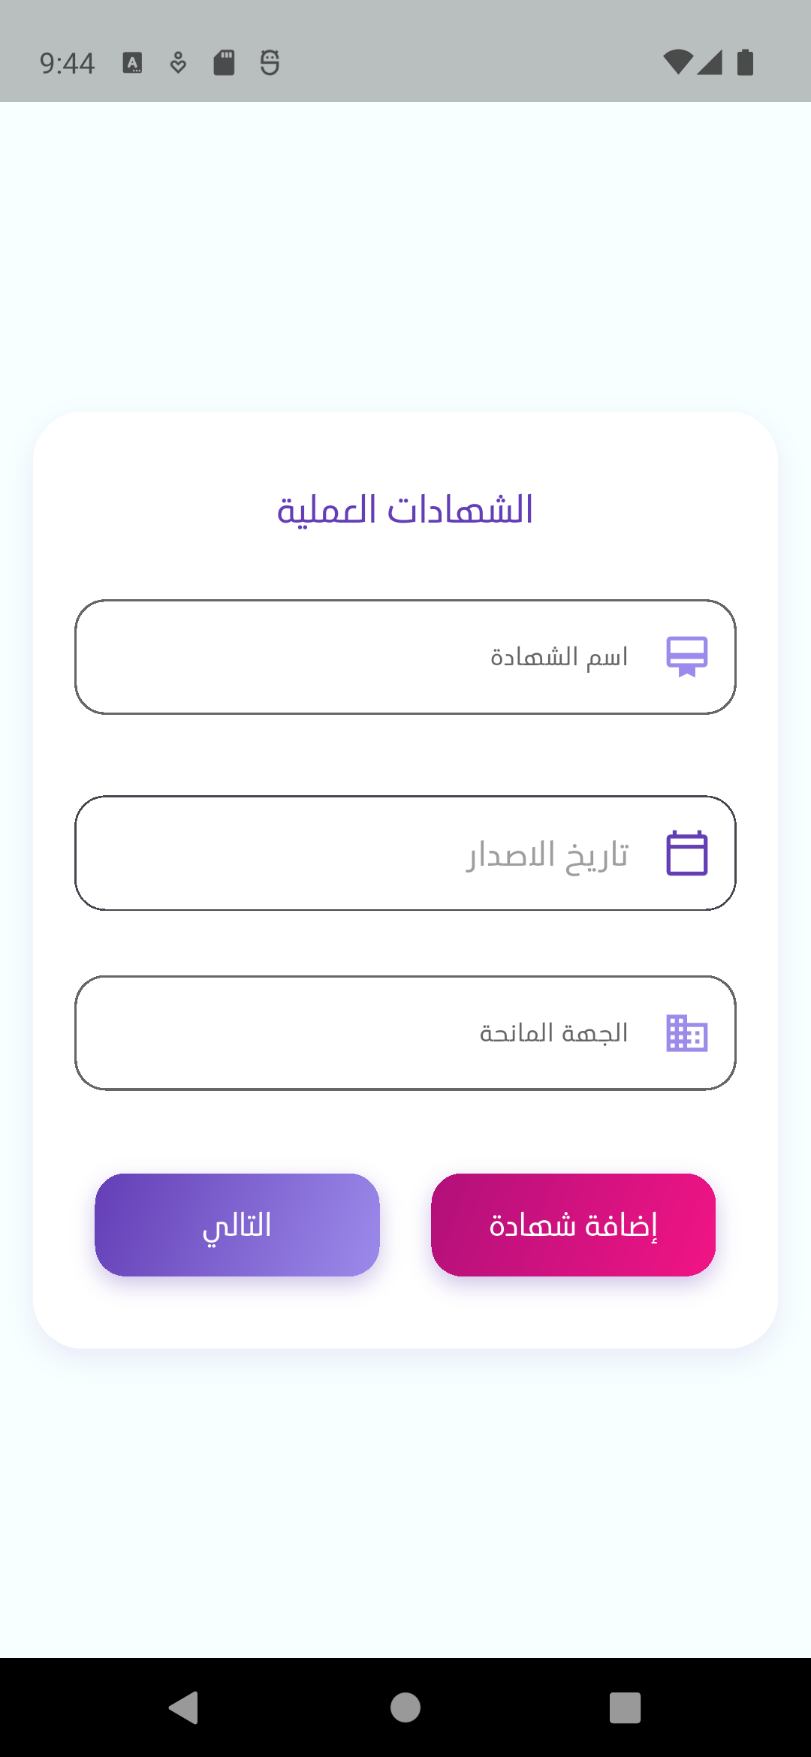 9:44
الشهادات العملية
اسم الشهادة
تاريخ الاصدار
الجهة المانحة
إضافة شهادة
التالي